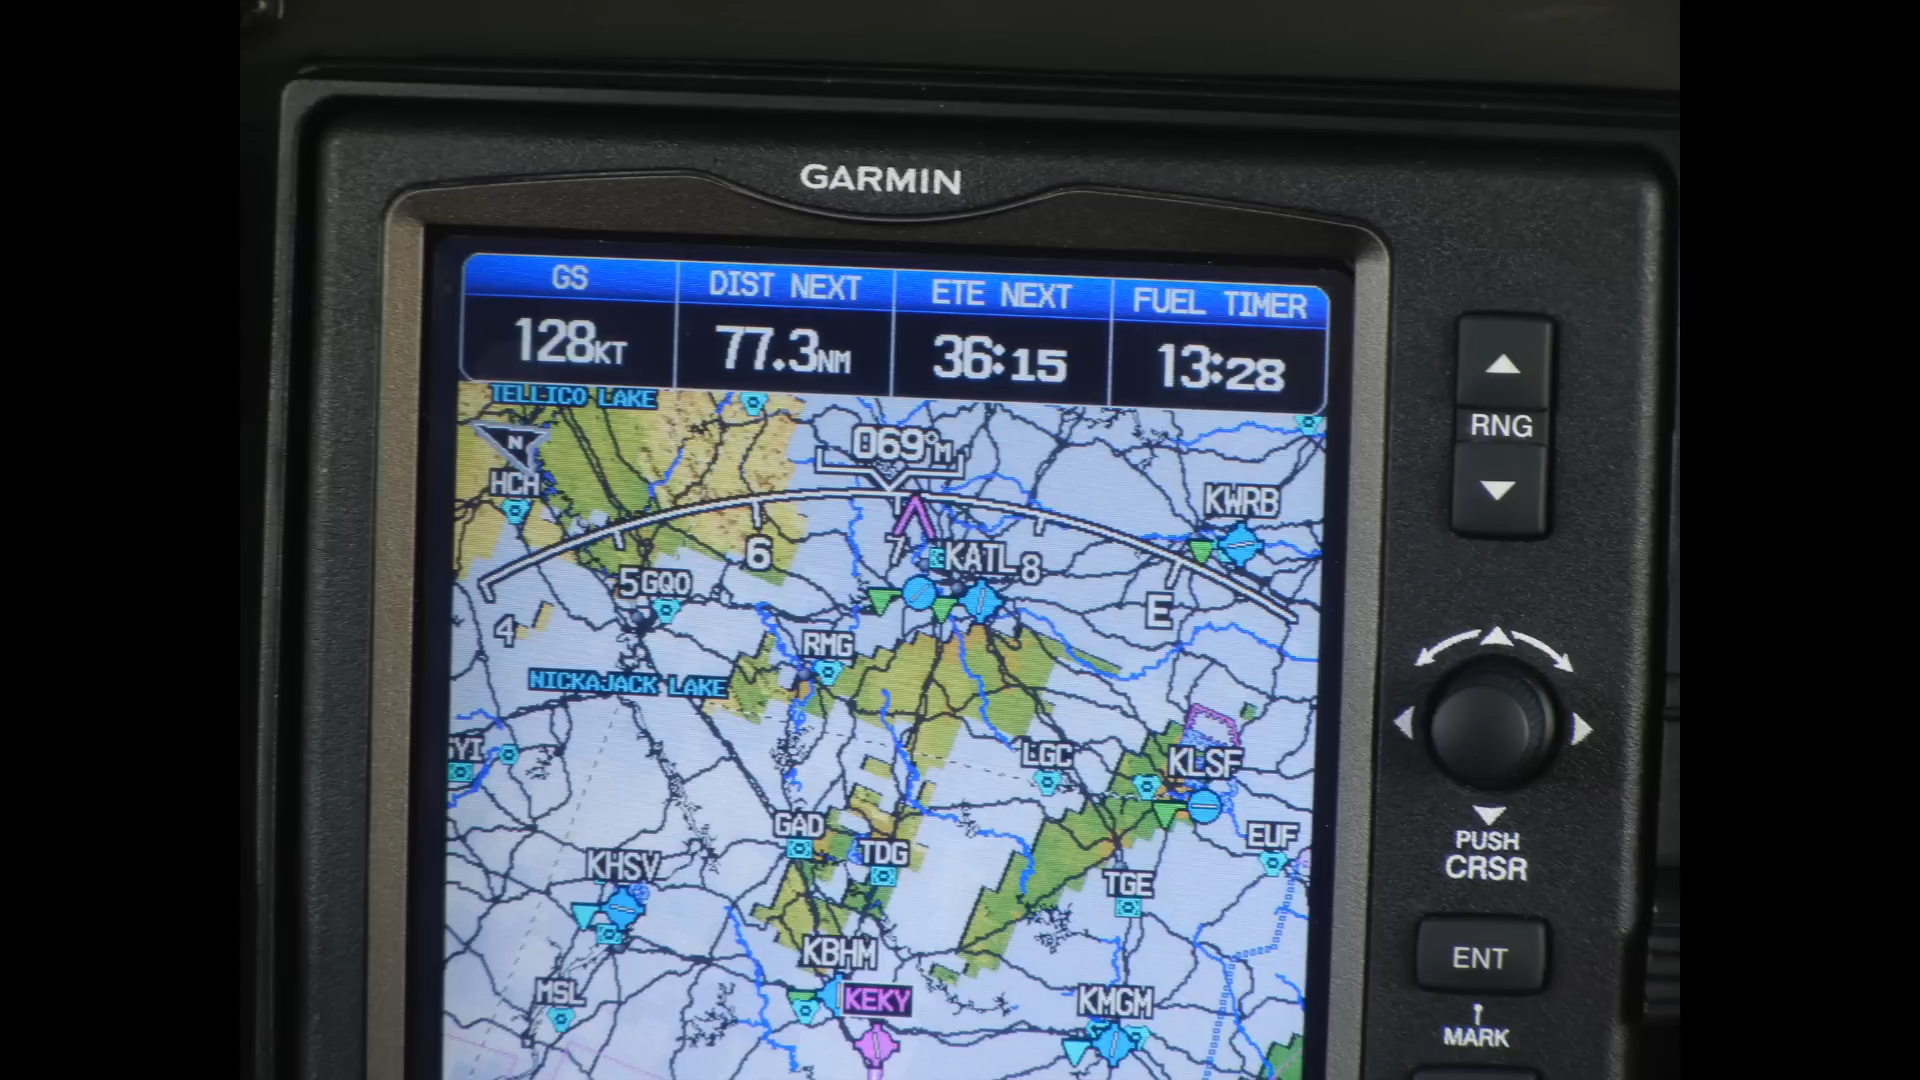 GARMIN
GS DIST NEXT ETE NEXT FUEL TIMER
128KT 77.3NM 36:15 13:28
TELLICO LAKE
N
069°M
RNG
HCH
KWRB
6 7 KATL 8
5 GQO
4 E
RMG
NICKAJACK LAKE
LGC
KLSF
GAD
TDG
EUF
PUSH
CRSR
KHSV
TGE
KBHM
ENT
MSL
KEKY
KMGM
MARK